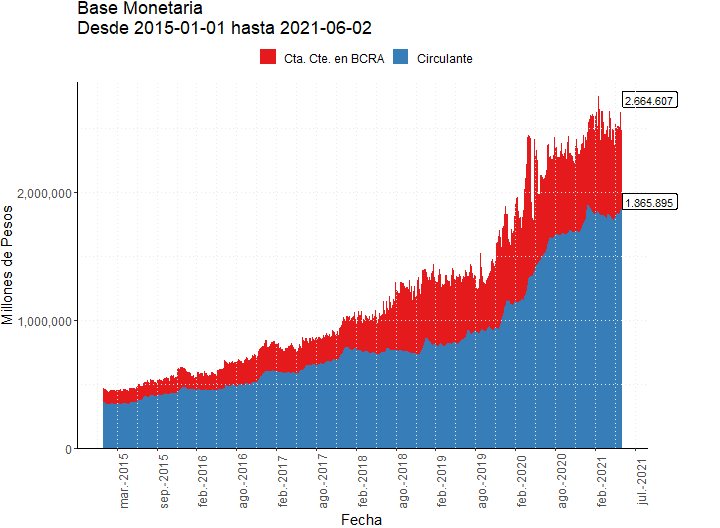 Base Monetaria
Desde 2015-01-01 hasta 2021-06-02
Cta. Cte. en BCRA
Circulante
Millones de Pesos
2,000,000
1,000,000
0
2.664.607
1.865.895
mar.-2015
sep.-2015
feb.-2016
ago.-2016
feb.-2017
ago.-2017
feb.-2018
ago.-2018
feb.-2019
ago.-2019
feb.-2020
ago.-2020
feb.-2021
jul.-2021
Fecha